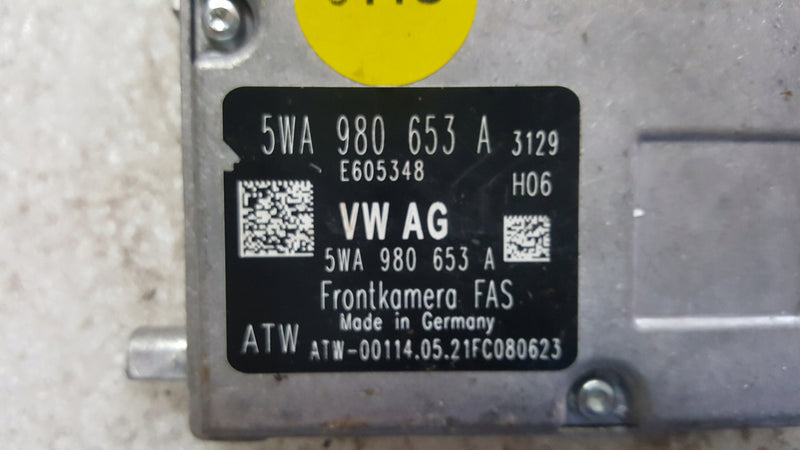 5WA 980 653 A 3129
E605348
H06
VW AG
5WA 980 653 A
Frontkamera FAS
Made in Germany
ATW
ATW-00114.05.21FC080623